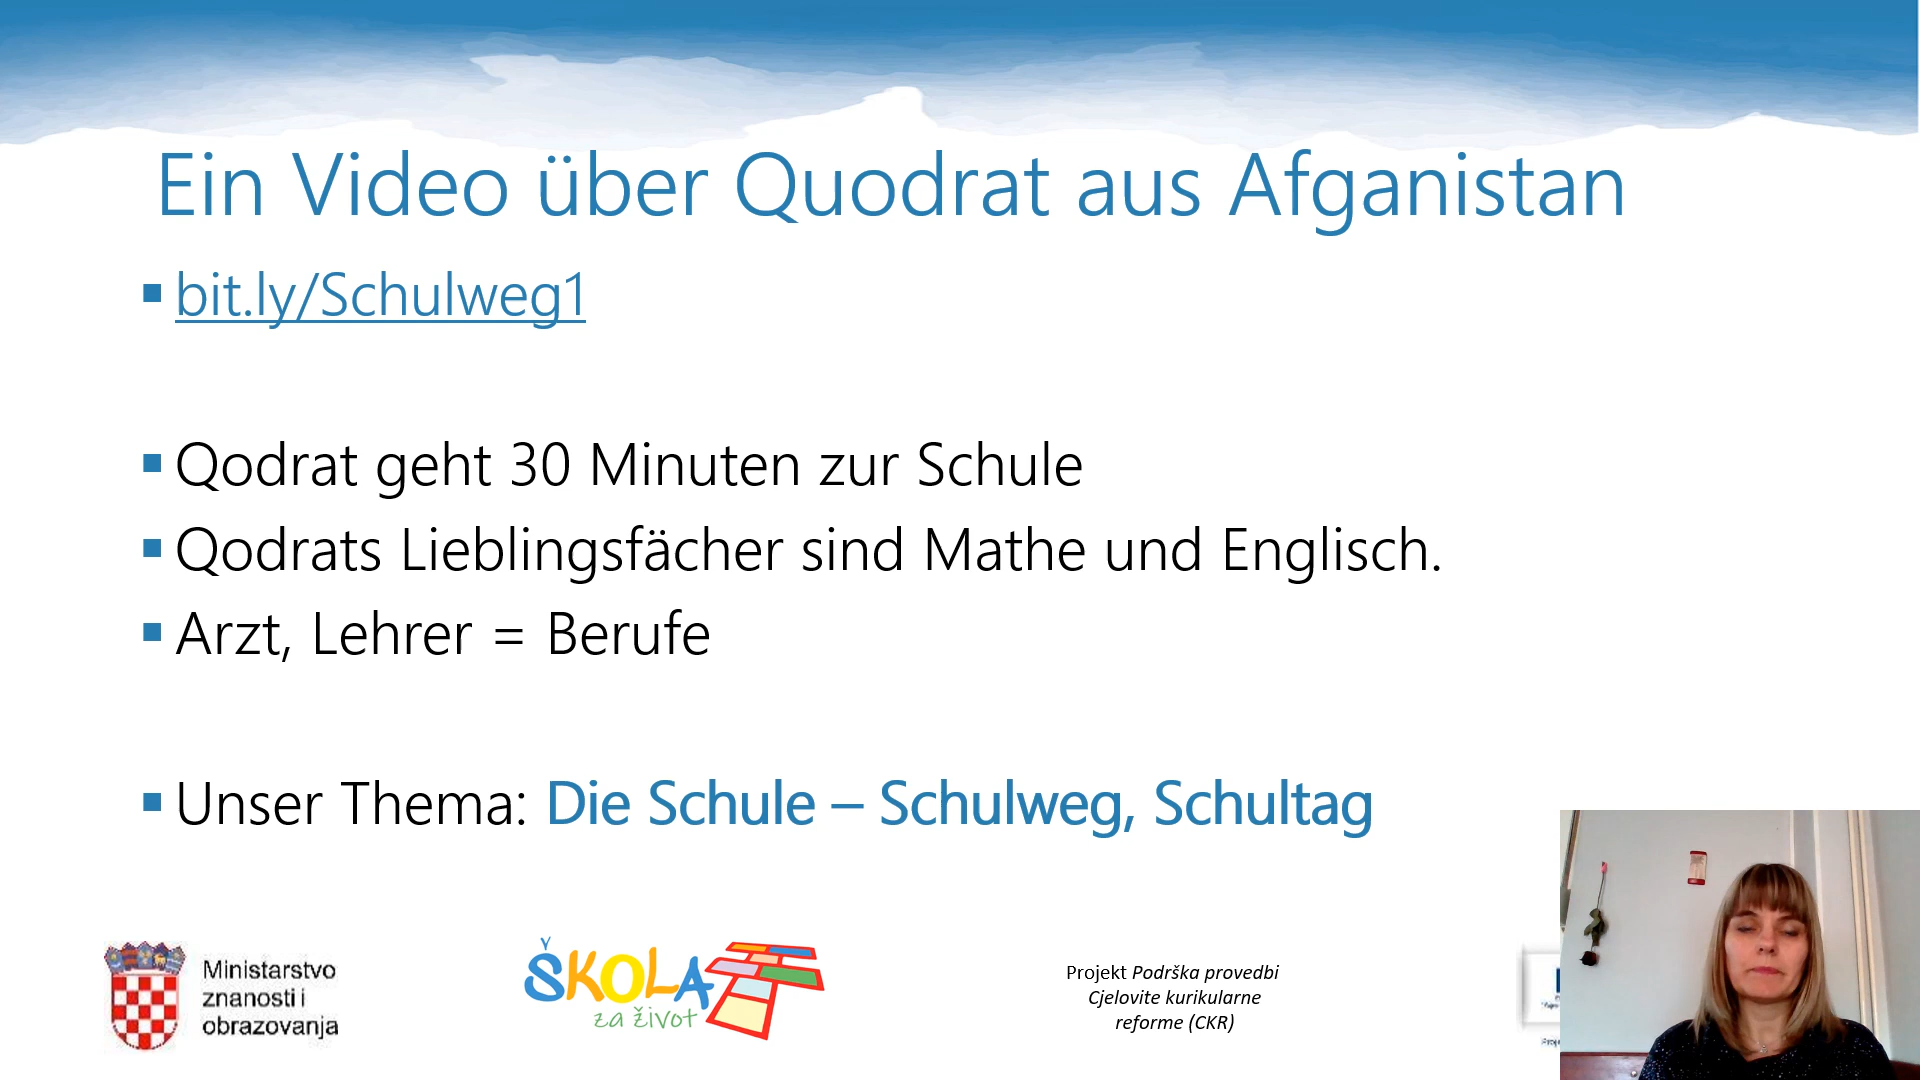 Ein Video über Quodrat aus Afganistan
bit.ly/Schulweg1
Qodrat geht 30 Minuten zur Schule
Qodrats Lieblingsfächer sind Mathe und Englisch.
Arzt, Lehrer = Berufe
Unser Thema: Die Schule – Schulweg, Schultag
Ministarstvo
znanosti i
obrazovanja
ŠKOLA
za život
Projekt Podrška provedbi
Cjelovite kurikularne
reforme (CKR)